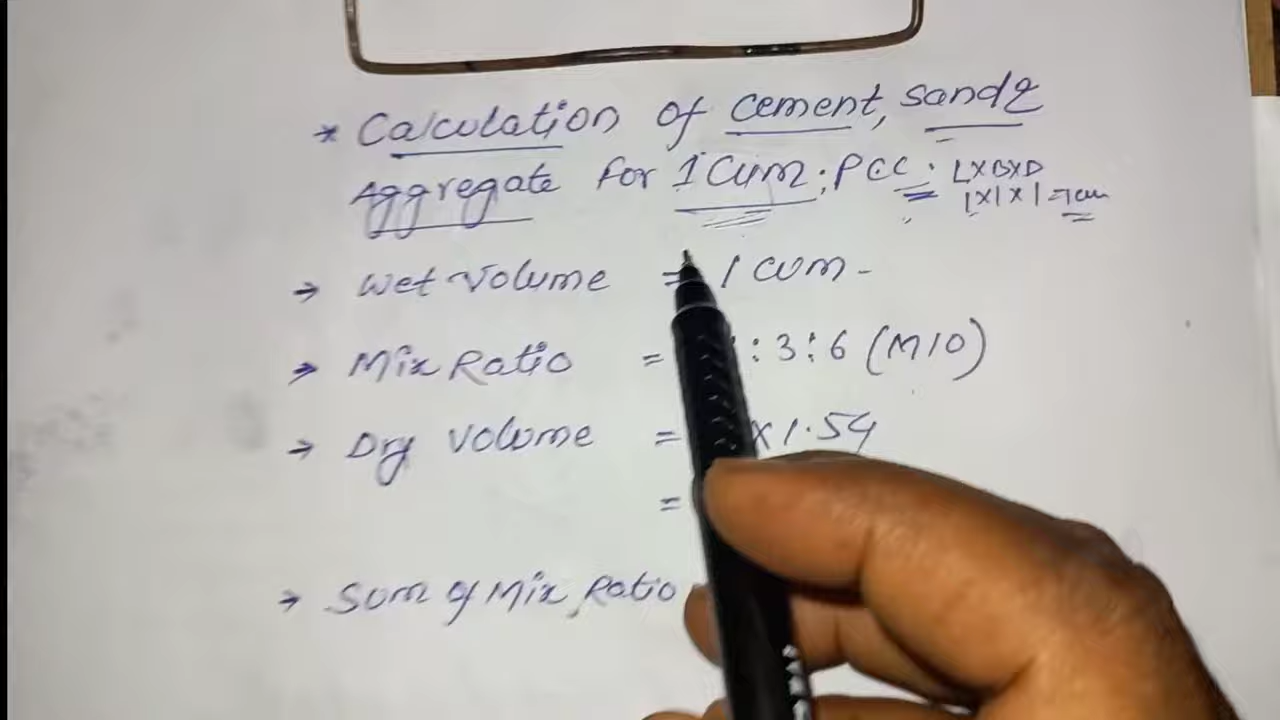 * Calculation of cement, sand &
Aggregate for 1 Cum; PCC. LXBXD
1X1X1=1cum
→ Wet Volume = 1 cum-
→ Mix Ratio = : 3:6 (M10)
→ Dry Volume = X1.54
=
→ Sum of Mix Ratio